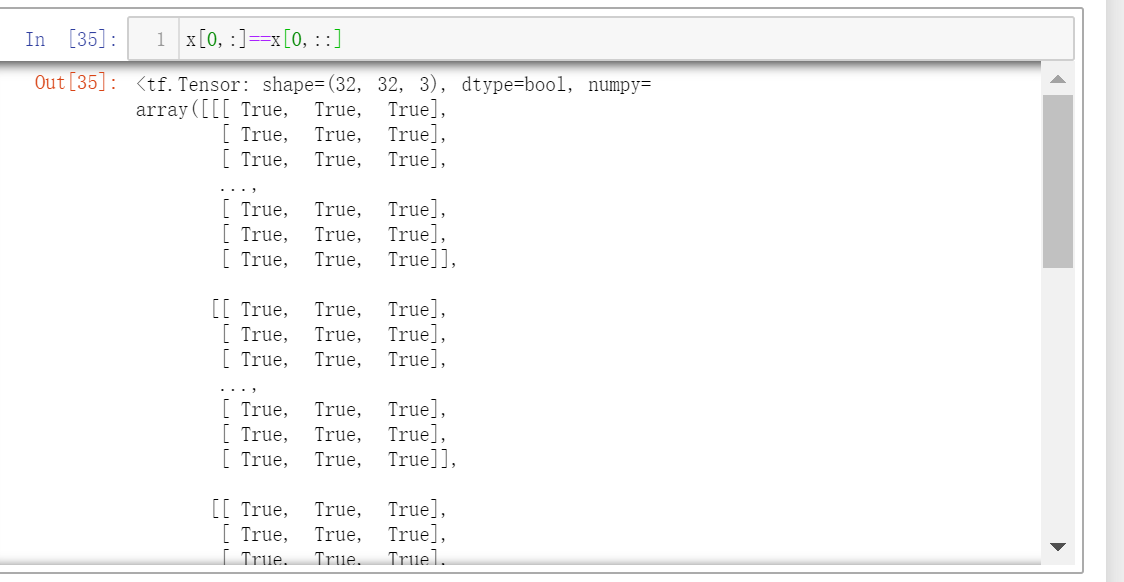 In [35]: 1 x[0,:]==x[0,::]
Out[35]: <tf.Tensor: shape=(32, 32, 3), dtype=bool, numpy=
array([[[ True, True, True],
[ True, True, True],
[ True, True, True],
...,
[ True, True, True],
[ True, True, True],
[ True, True, True]],
[[ True, True, True],
[ True, True, True],
[ True, True, True],
...,
[ True, True, True],
[ True, True, True],
[ True, True, True]],
[[ True, True, True],
[ True, True, True],
[ True, True, True],